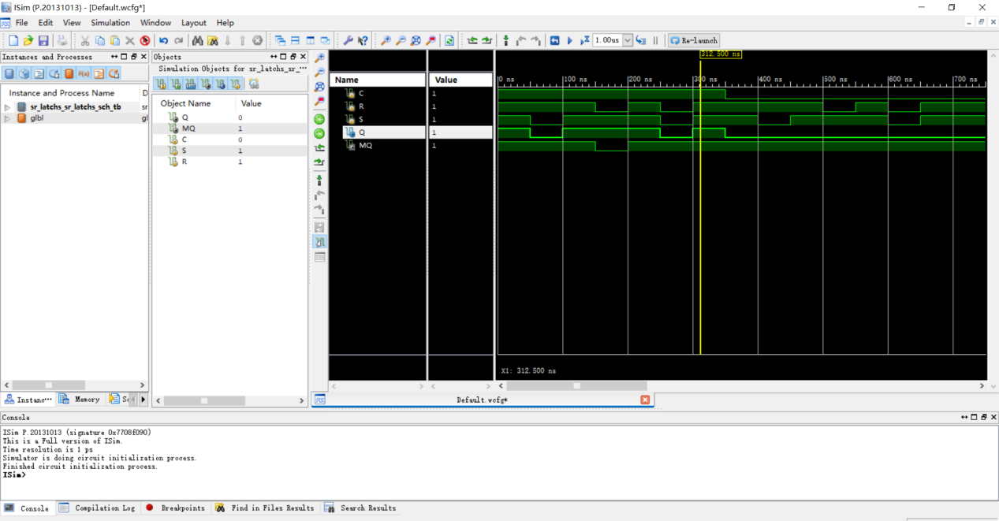 ISim (P.20131013) - [Default.wcfg*]
File Edit View Simulation Window Layout Help
1.00us Re-launch
Instances and Processes
Instance and Process Name D
sr_latchs_sr_latchs_sch_tb sr
glbl gl
Instanc··· Memory
Objects
Simulation Objects for sr_latchs_sr_···
Object Name Value
Q 0
MQ 1
C 0
S 1
R 1
312.500 ns
Name Value
0 ns 100 ns 200 ns 300 ns 400 ns 500 ns 600 ns 700 ns
C 1
R 1
S 1
Q 1
MQ 1
X1: 312.500 ns
Default.wcfg*
Console
ISim P.20131013 (signature 0x7708f090)
This is a Full version of ISim.
Time resolution is 1 ps
Simulator is doing circuit initialization process.
Finished circuit initialization process.
ISim>
Console Compilation Log Breakpoints Find in Files Results Search Results